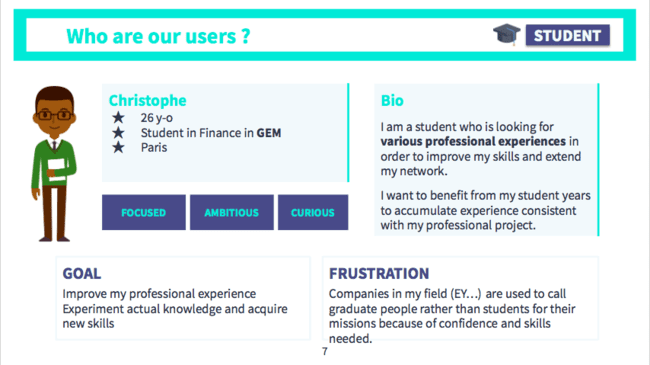 Who are our users ?
STUDENT
Christophe
★ 26 y-o
★ Student in Finance in GEM
★ Paris
FOCUSED
AMBITIOUS
CURIOUS
Bio
I am a student who is looking for
various professional experiences in
order to improve my skills and extend
my network.
I want to benefit from my student years
to accumulate experience consistent
with my professional project.
GOAL
Improve my professional experience
Experiment actual knowledge and acquire
new skills
FRUSTRATION
Companies in my field (EY...) are used to call
graduate people rather than students for their
missions because of confidence and skills
needed.
7